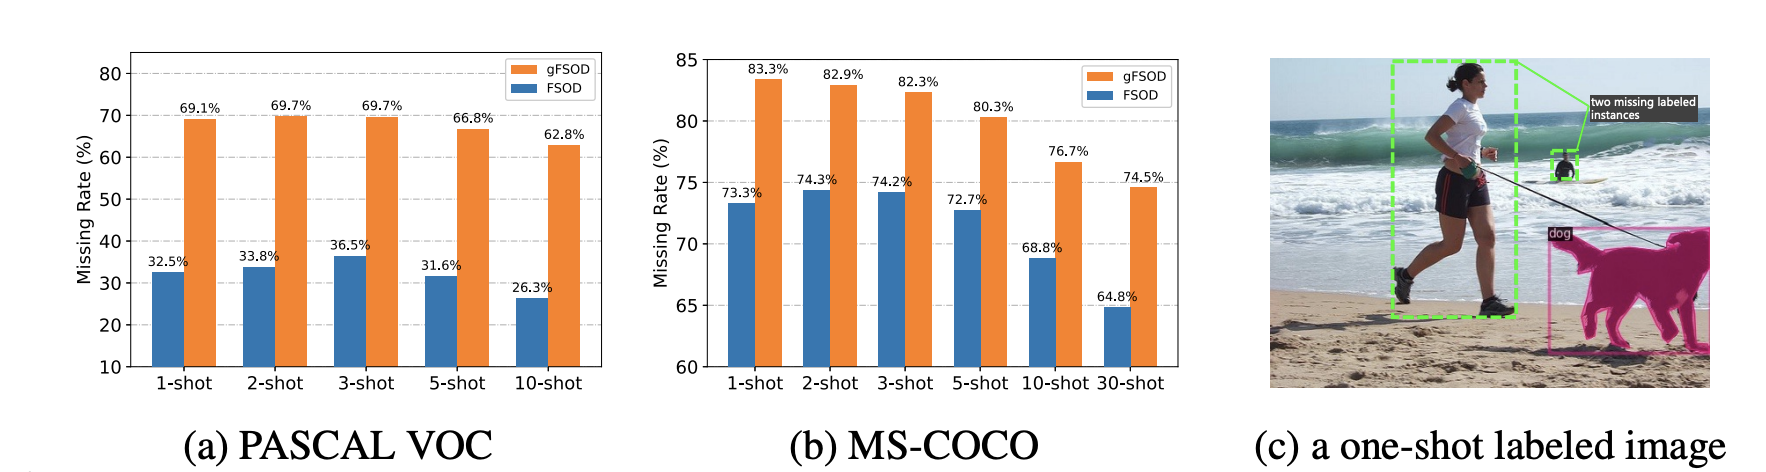 80
70
60
50
40
30
20
10
Missing Rate (%)
gFSOD
FSOD
69.1%
69.7%
69.7%
66.8%
62.8%
32.5%
33.8%
36.5%
31.6%
26.3%
1-shot
2-shot
3-shot
5-shot
10-shot
(a) PASCAL VOC
85
80
75
70
65
60
Missing Rate (%)
gFSOD
FSOD
83.3%
82.9%
82.3%
80.3%
76.7%
74.5%
73.3%
74.3%
74.2%
72.7%
68.8%
64.8%
1-shot
2-shot
3-shot
5-shot
10-shot
30-shot
(b) MS-COCO
two missing labeled
instances
dog
(c) a one-shot labeled image